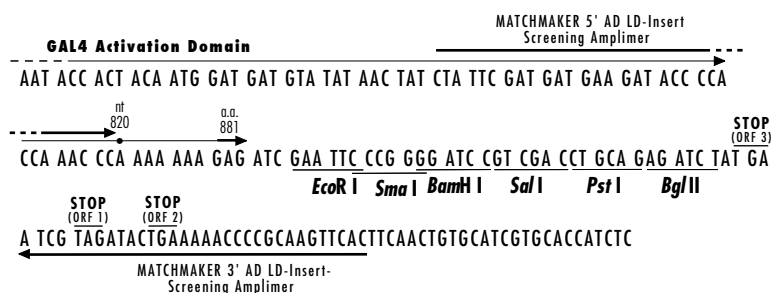 MATCHMAKER 5' AD LD-Insert
Screening Amplimer
GAL4 Activation Domain
AAT ACC ACT ACA ATG GAT GAT GTA TAT AAC TAT CTA TTC GAT GAT GAA GAT ACC CCA
nt
820
a.a.
881
STOP
(ORF 3)
CCA AAC CCA AAA AAA GAG ATC GAA TTC CCG GGG ATC CGT CGA CCT GCA GAG ATC TAT GA
EcoR I Sma I BamH I Sal I Pst I Bgl II
STOP STOP
(ORF 1) (ORF 2)
A TCG TAGATACTGAAAAACCCCGCAAGTTCACTTCAACTGTGCATCGTGCACCATCTC
MATCHMAKER 3' AD LD-Insert-
Screening Amplimer